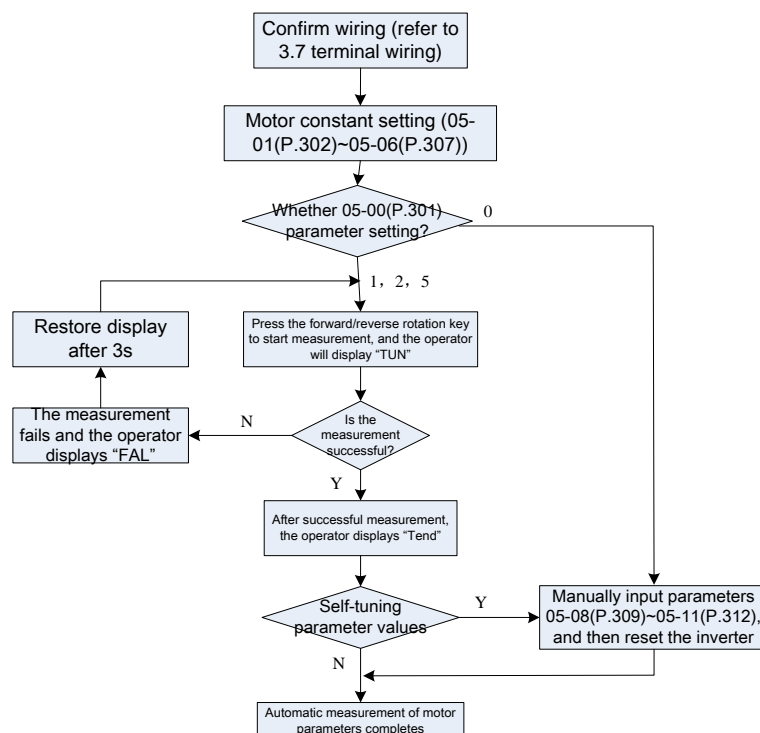 Confirm wiring (refer to
3.7 terminal wiring)
Motor constant setting (05-
01(P.302)~05-06(P.307))
Whether 05-00(P.301)
parameter setting?
0
1, 2, 5
Restore display
after 3s
Press the forward/reverse rotation key
to start measurement, and the operator
will display “TUN”
The measurement
fails and the operator
displays “FAL”
N
Is the
measurement
successful?
Y
After successful measurement,
the operator displays “Tend”
Self-tuning
parameter values
Y
Manually input parameters
05-08(P.309)~05-11(P.312),
and then reset the inverter
N
Automatic measurement of motor
parameters completes